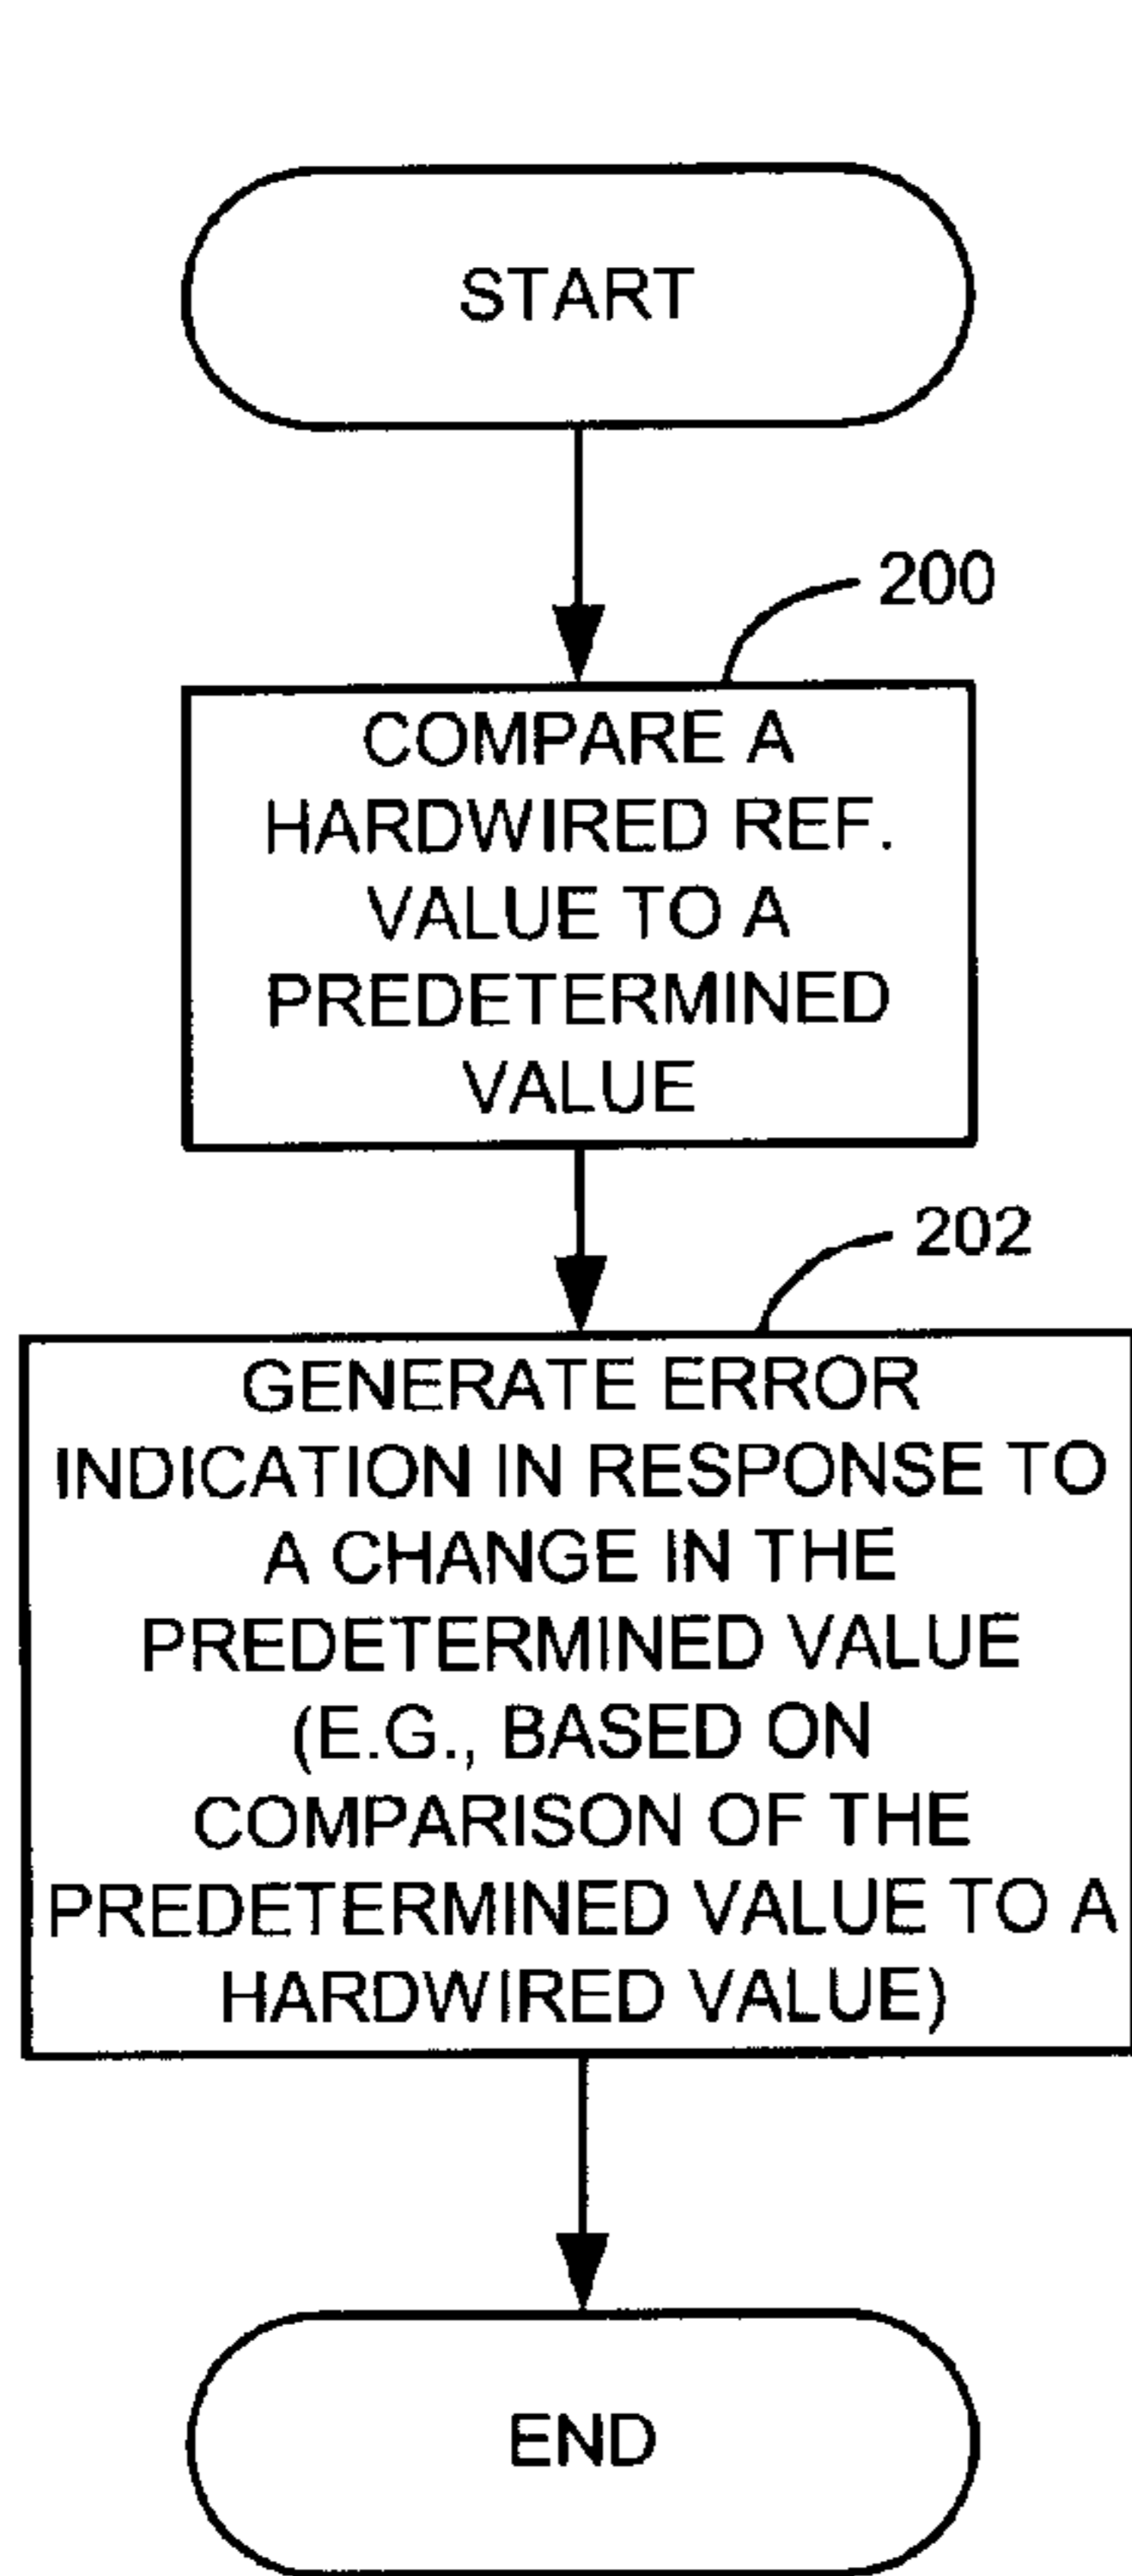 START
200
COMPARE A
HARDWIRED REF.
VALUE TO A
PREDETERMINED
VALUE
202
GENERATE ERROR
INDICATION IN RESPONSE TO
A CHANGE IN THE
PREDETERMINED VALUE
(E.G., BASED ON
COMPARISON OF THE
PREDETERMINED VALUE TO A
HARDWIRED VALUE)
END